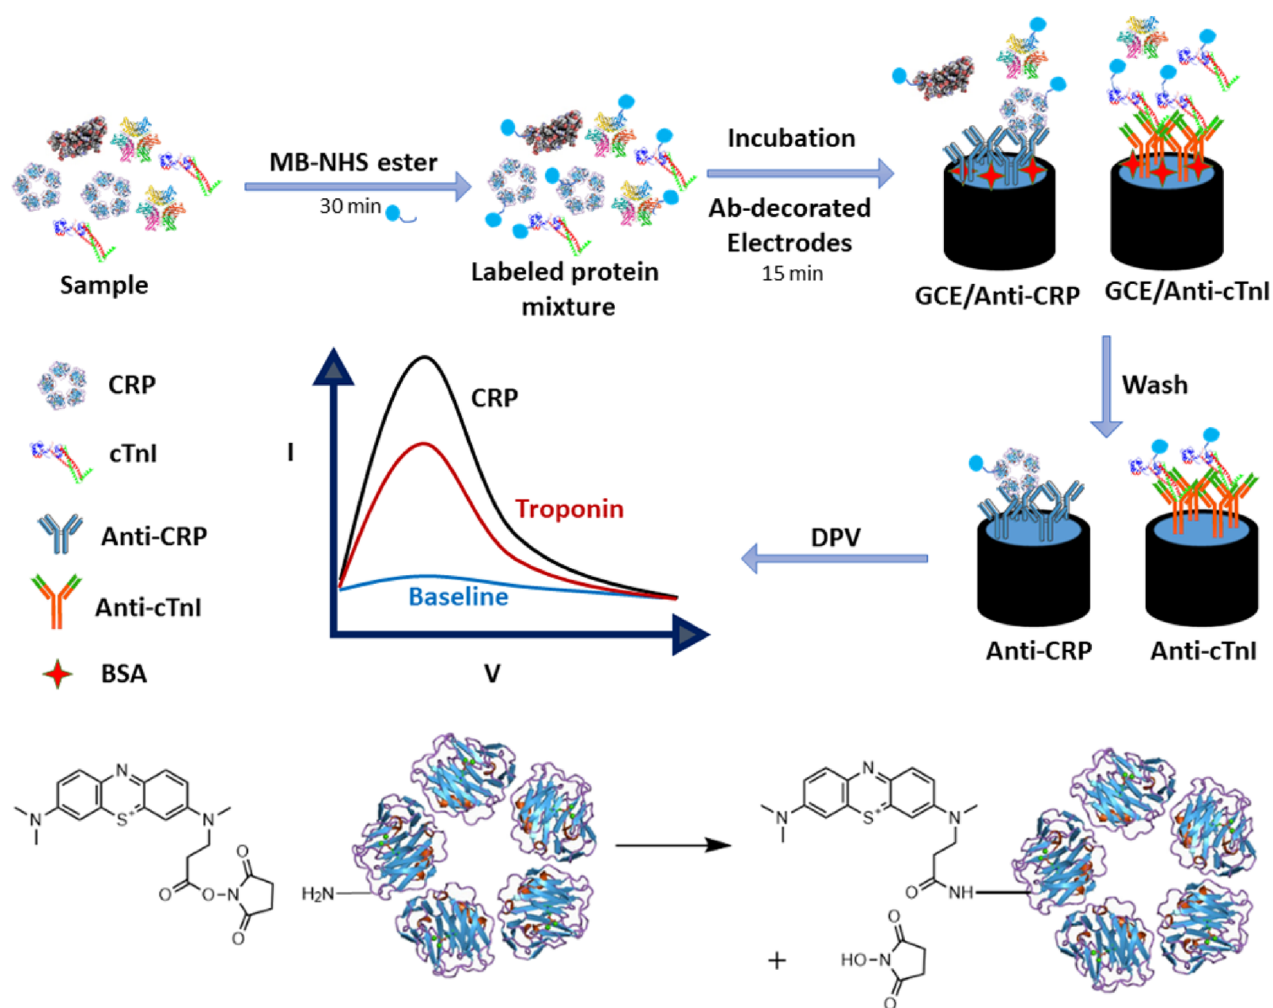 MB-NHS ester
30 min
Incubation
Ab-decorated
Electrodes
15 min
Sample
Labeled protein
mixture
GCE/Anti-CRP
GCE/Anti-cTnI
Wash
CRP
cTnI
Anti-CRP
Anti-cTnI
BSA
I
CRP
Troponin
Baseline
V
DPV
Anti-CRP
Anti-cTnI
N
N
S+
N
O
O
N
O
O
H2N
N
N
S+
N
O
NH
+
HO
N
O
O